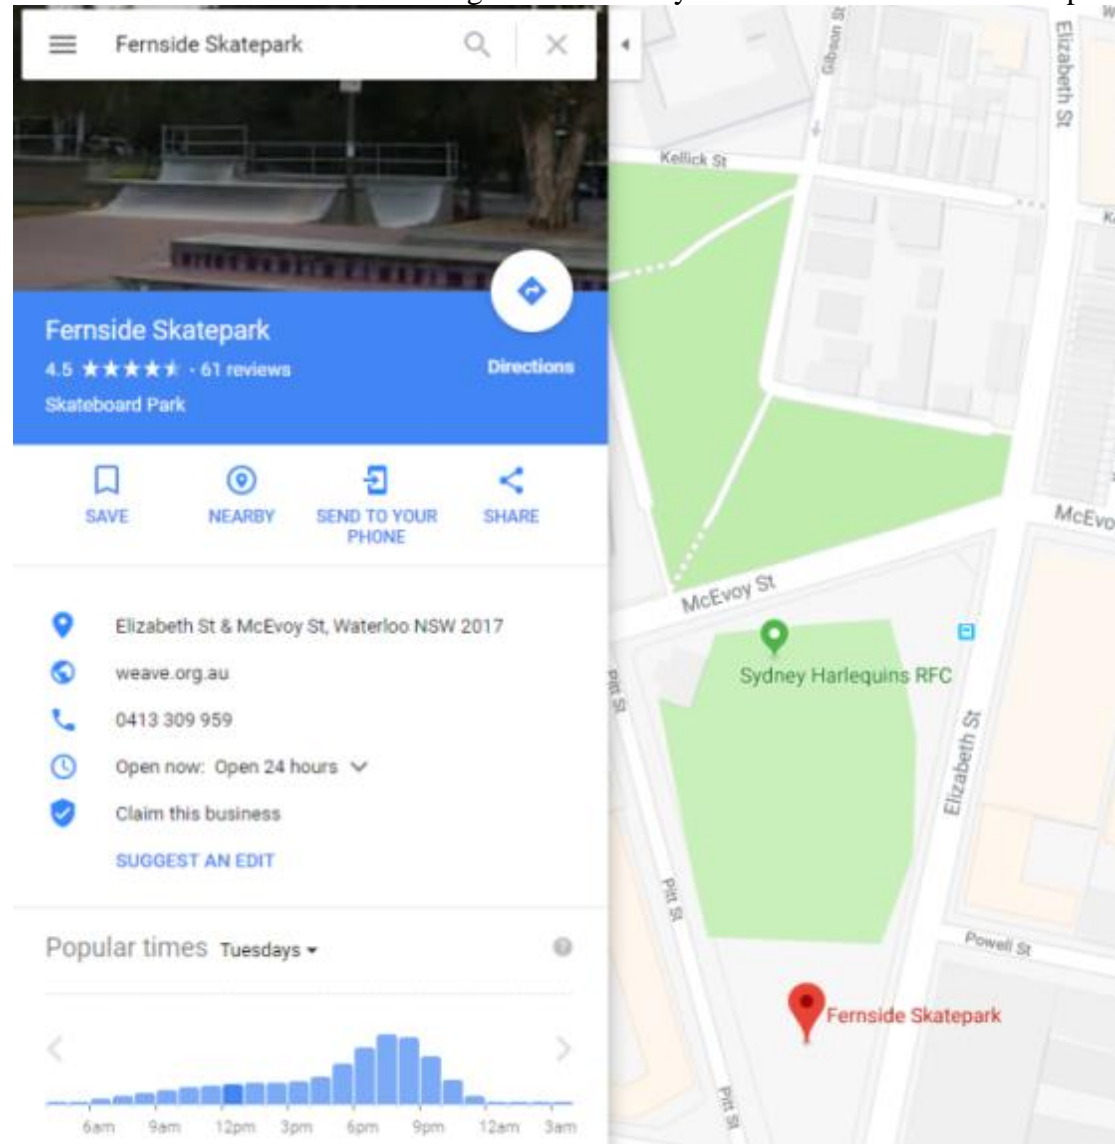 Fernside Skatepark
Fernside Skatepark
4.5 ★★★★ · 61 reviews
Directions
Skateboard Park
SAVE
NEARBY
SEND TO YOUR
PHONE
SHARE
Elizabeth St & McEvoy St, Waterloo NSW 2017
weave.org.au
0413 309 959
Open now: Open 24 hours
Claim this business
SUGGEST AN EDIT
Popular times Tuesdays
6am 9am 12pm 3pm 6pm 9pm 12am 3am
Gibson St
Elizabeth St
Kellick St
McEvoy St
McEvo
Sydney Harlequins RFC
Pitt St
Elizabeth St
Pitt St
Powell St
Fernside Skatepark
Pitt St